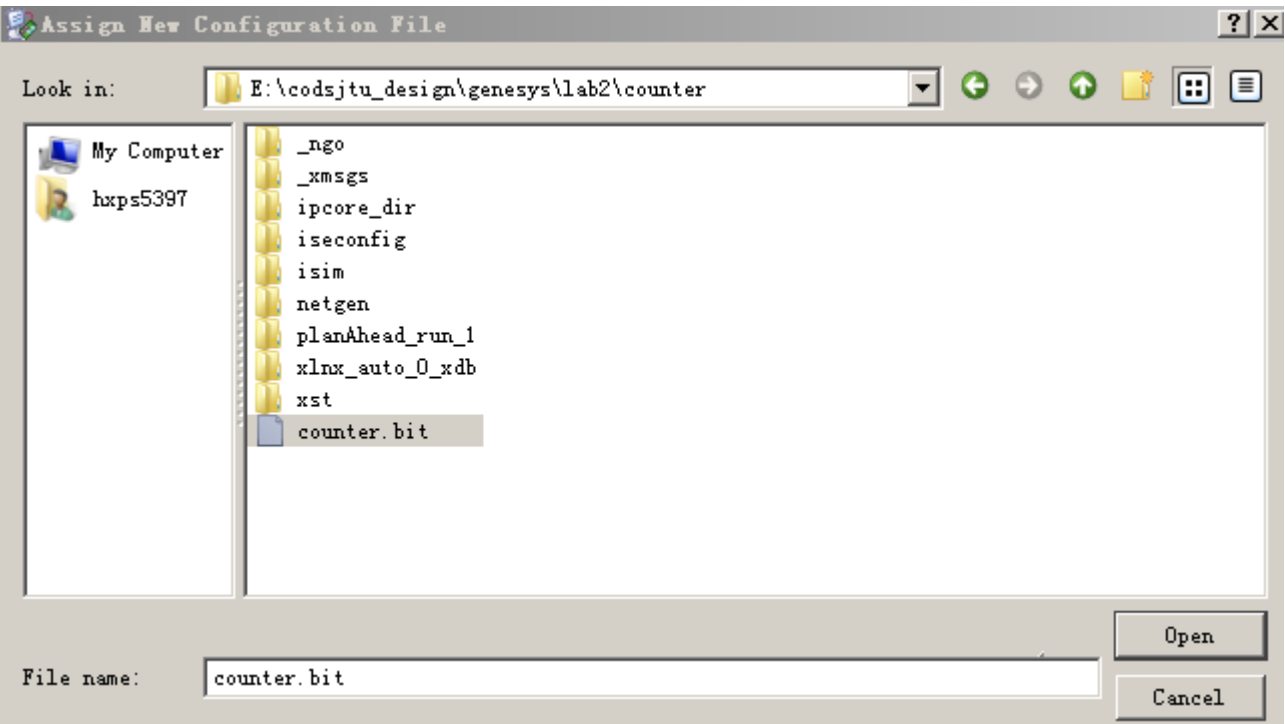 Assign New Configuration File
Look in: E:\codsjtu_design\genesys\lab2\counter
My Computer
hxps5397
_ngo
_xmsgs
ipcore_dir
iseconfig
isim
netgen
planAhead_run_1
xlnx_auto_0_xdb
xst
counter.bit
Open
File name: counter.bit
Cancel